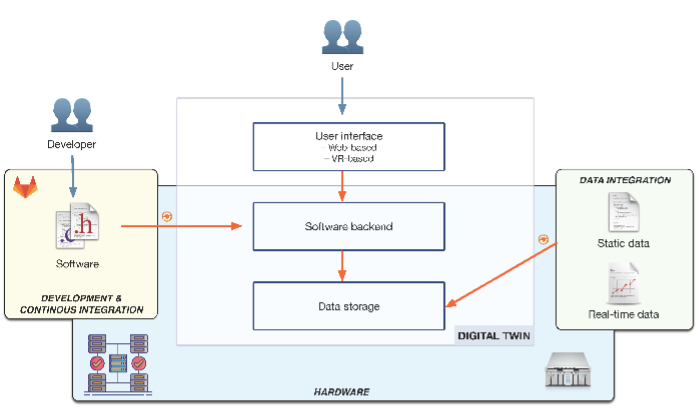 User
Developer
User interface
- Web-based
- VR-based
DATA INTEGRATION
Software backend
Static data
.c
.h
Software
Data storage
Real-time data
DEVELOPMENT &
CONTINOUS INTEGRATION
DIGITAL TWIN
HARDWARE